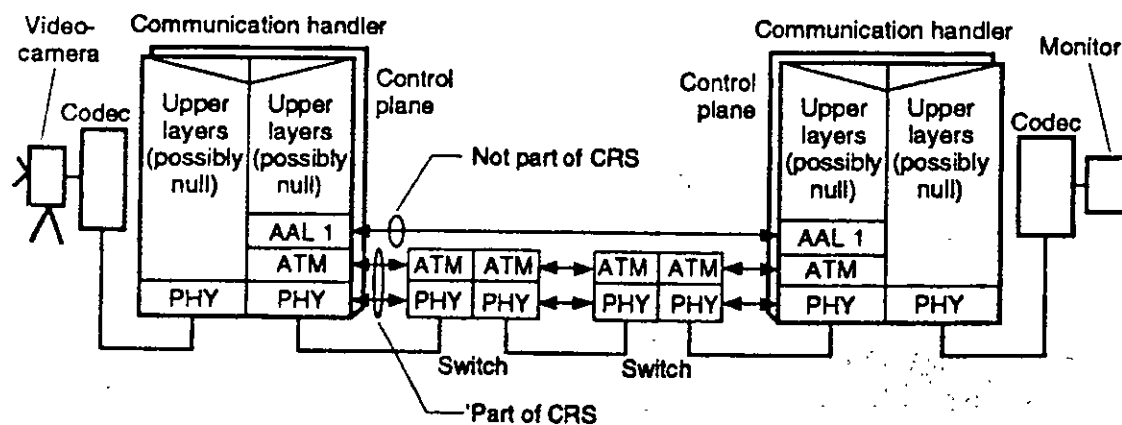 Video-
camera
Communication handler
Codec
Upper
layers
(possibly
null)
Upper
layers
(possibly
null)
AAL 1
ATM
PHY
PHY
Control
plane
Not part of CRS
ATM
ATM
PHY
PHY
Switch
ATM
ATM
PHY
PHY
Switch
'Part of CRS
Communication handler
Control
plane
Upper
layers
(possibly
null)
Upper
layers
(possibly
null)
AAL 1
ATM
PHY
PHY
Codec
Monitor